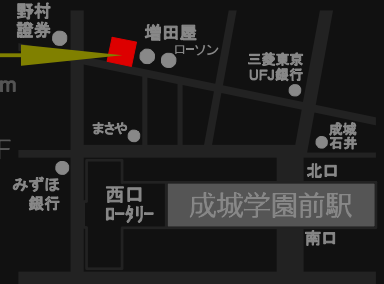 野村
證券
増田屋
ローソン
三菱東京
UFJ銀行
m
まさや
成城
石井
みずほ
銀行
西口
ロータリー
北口
成城学園前駅
南口